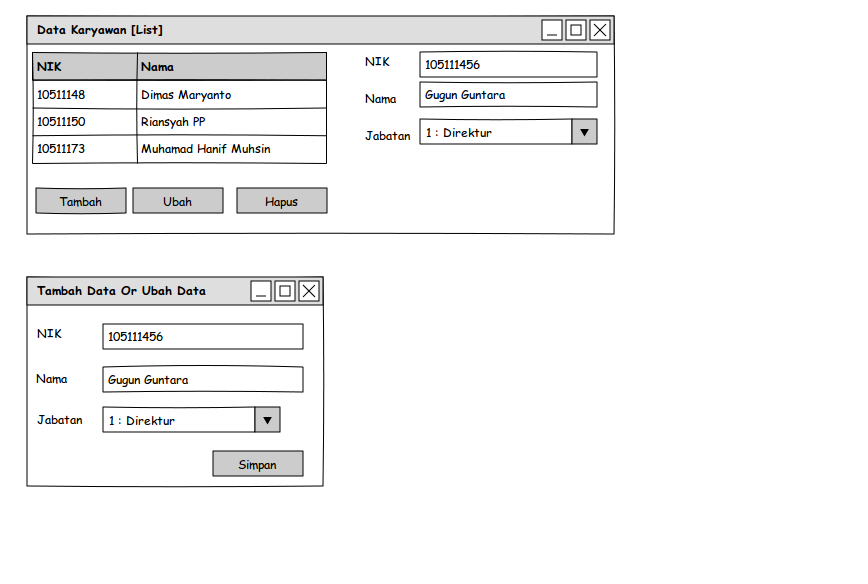 Data Karyawan [List]
NIK Nama
10511148 Dimas Maryanto
10511150 Riansyah PP
10511173 Muhamad Hanif Muhsin
Tambah Ubah Hapus
NIK 105111456
Nama Gugun Guntara
Jabatan 1 : Direktur
Tambah Data Or Ubah Data
NIK 105111456
Nama Gugun Guntara
Jabatan 1 : Direktur
Simpan